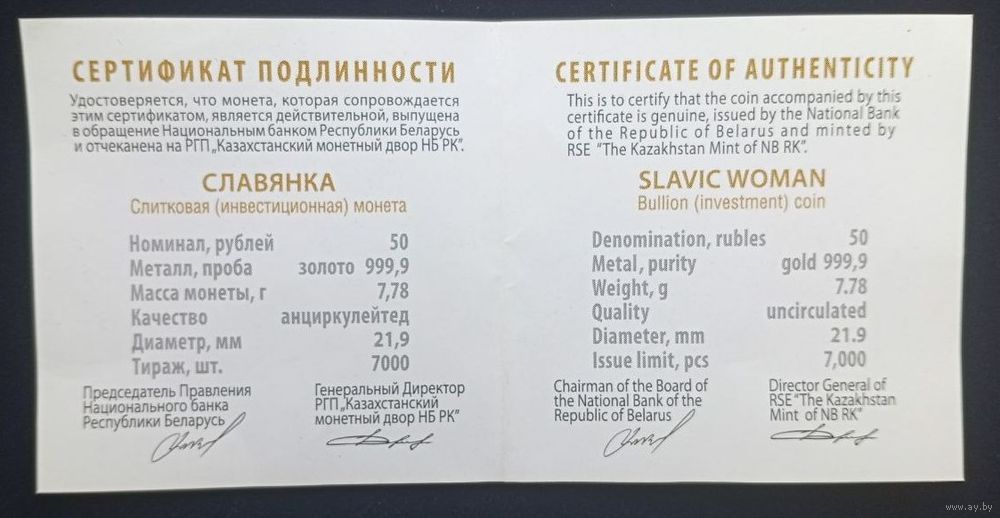 СЕРТИФИКАТ ПОДЛИННОСТИ
Удостоверяется, что монета, которая сопровождается
этим сертификатом, является действительной, выпущена
в обращение Национальным банком Республики Беларусь
и отчеканена на РГП „Казахстанский монетный двор НБ РК”.
СЛАВЯНКА
Слитковая (инвестиционная) монета
Номинал, рублей 50
Металл, проба золото 999,9
Масса монеты, г 7,78
Качество анциркулейтед
Диаметр, мм 21,9
Тираж, шт. 7000
Председатель Правления
Национального банка
Республики Беларусь
Генеральный Директор
РГП „Казахстанский
монетный двор НБ РК”
CERTIFICATE OF AUTHENTICITY
This is to certify that the coin accompanied by this
certificate is genuine, issued by the National Bank
of the Republic of Belarus and minted by
RSE “The Kazakhstan Mint of NB RK”.
SLAVIC WOMAN
Bullion (investment) coin
Denomination, rubles 50
Metal, purity gold 999,9
Weight, g 7.78
Quality uncirculated
Diameter, mm 21.9
Issue limit, pcs 7,000
Chairman of the Board of
the National Bank of the
Republic of Belarus
Director General of
RSE “The Kazakhstan
Mint of NB RK”
www.ay.by